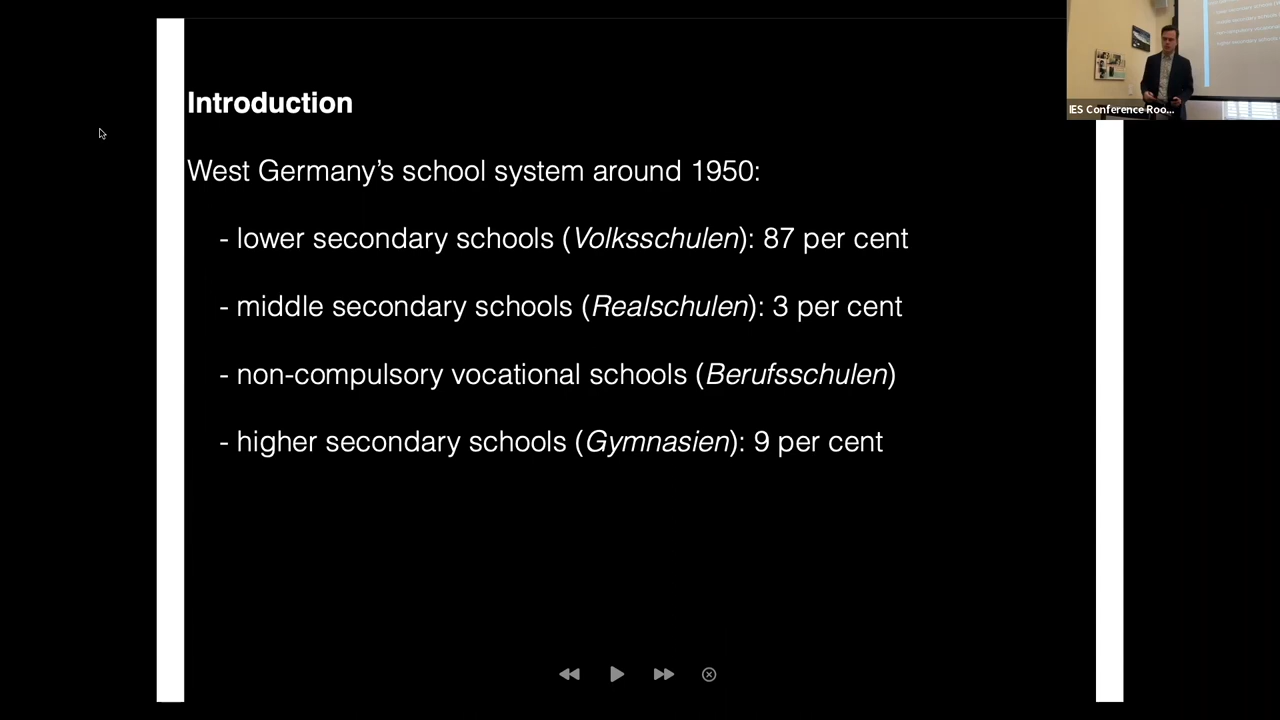 Introduction
West Germany’s school system around 1950:
- lower secondary schools (Volksschulen): 87 per cent
- middle secondary schools (Realschulen): 3 per cent
- non-compulsory vocational schools (Berufsschulen)
- higher secondary schools (Gymnasien): 9 per cent
IES Conference Roo...